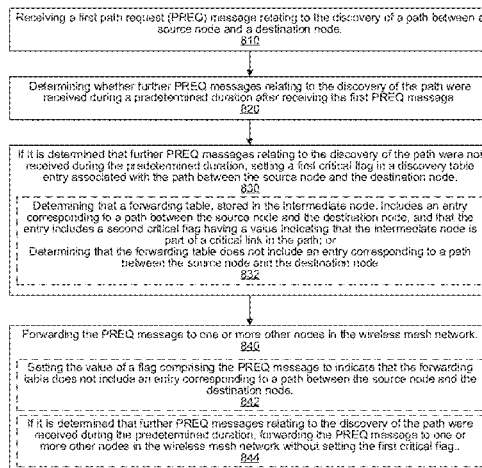 Receiving a first path request (PREQ) message relating to the discovery of a path between a
source node and a destination node.
810
Determining whether further PREQ messages relating to the discovery of the path were
received during a predetermined duration after receiving the first PREQ message
820
If it is determined that further PREQ messages relating to the discovery of the path were not
received during the predetermined duration, setting a first critical flag in a discovery table
entry associated with the path between the source node and the destination node.
830
Determining that a forwarding table, stored in the intermediate node, includes an entry
corresponding to a path between the source node and the destination node, and that the
entry includes a second critical flag having a value indicating that the intermediate node is
part of a critical link in the path; or
Determining that the forwarding table does not include an entry corresponding to a path
between the source node and the destination node
832
Forwarding the PREQ message to one or more other nodes in the wireless mesh network.
840
Setting the value of a flag comprising the PREQ message to indicate that the forwarding
table does not include an entry corresponding to a path between the source node and the
destination node.
842
If it is determined that further PREQ messages relating to the discovery of the path were
received during the predetermined duration, forwarding the PREQ message to one or
more other nodes in the wireless mesh network without setting the first critical flag..
844